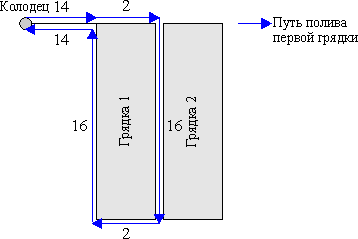 Колодец 14 2
14
Путь полива
первой грядки
16
Грядка 1
16
Грядка 2
2